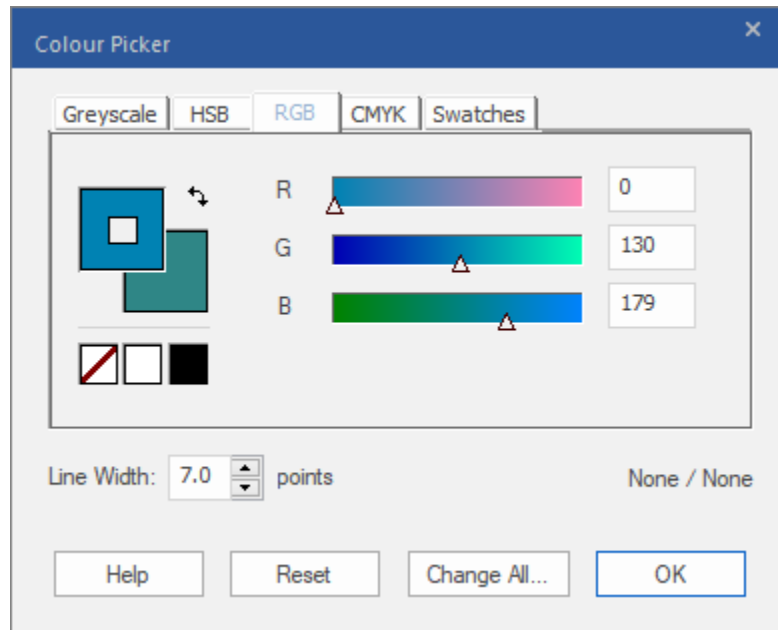 Colour Picker
Greyscale HSB RGB CMYK Swatches
R 0
G 130
B 179
Line Width: 7.0 points None / None
Help Reset Change All... OK